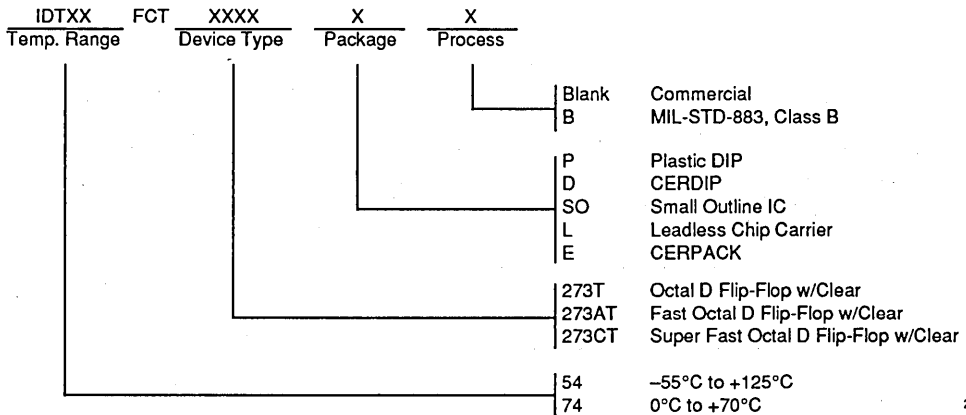 IDTXX FCT XXXX X X
Temp. Range Device Type Package Process
Blank Commercial
B MIL-STD-883, Class B
P Plastic DIP
D CERDIP
SO Small Outline IC
L Leadless Chip Carrier
E CERPACK
273T Octal D Flip-Flop w/Clear
273AT Fast Octal D Flip-Flop w/Clear
273CT Super Fast Octal D Flip-Flop w/Clear
54 –55°C to +125°C
74 0°C to +70°C